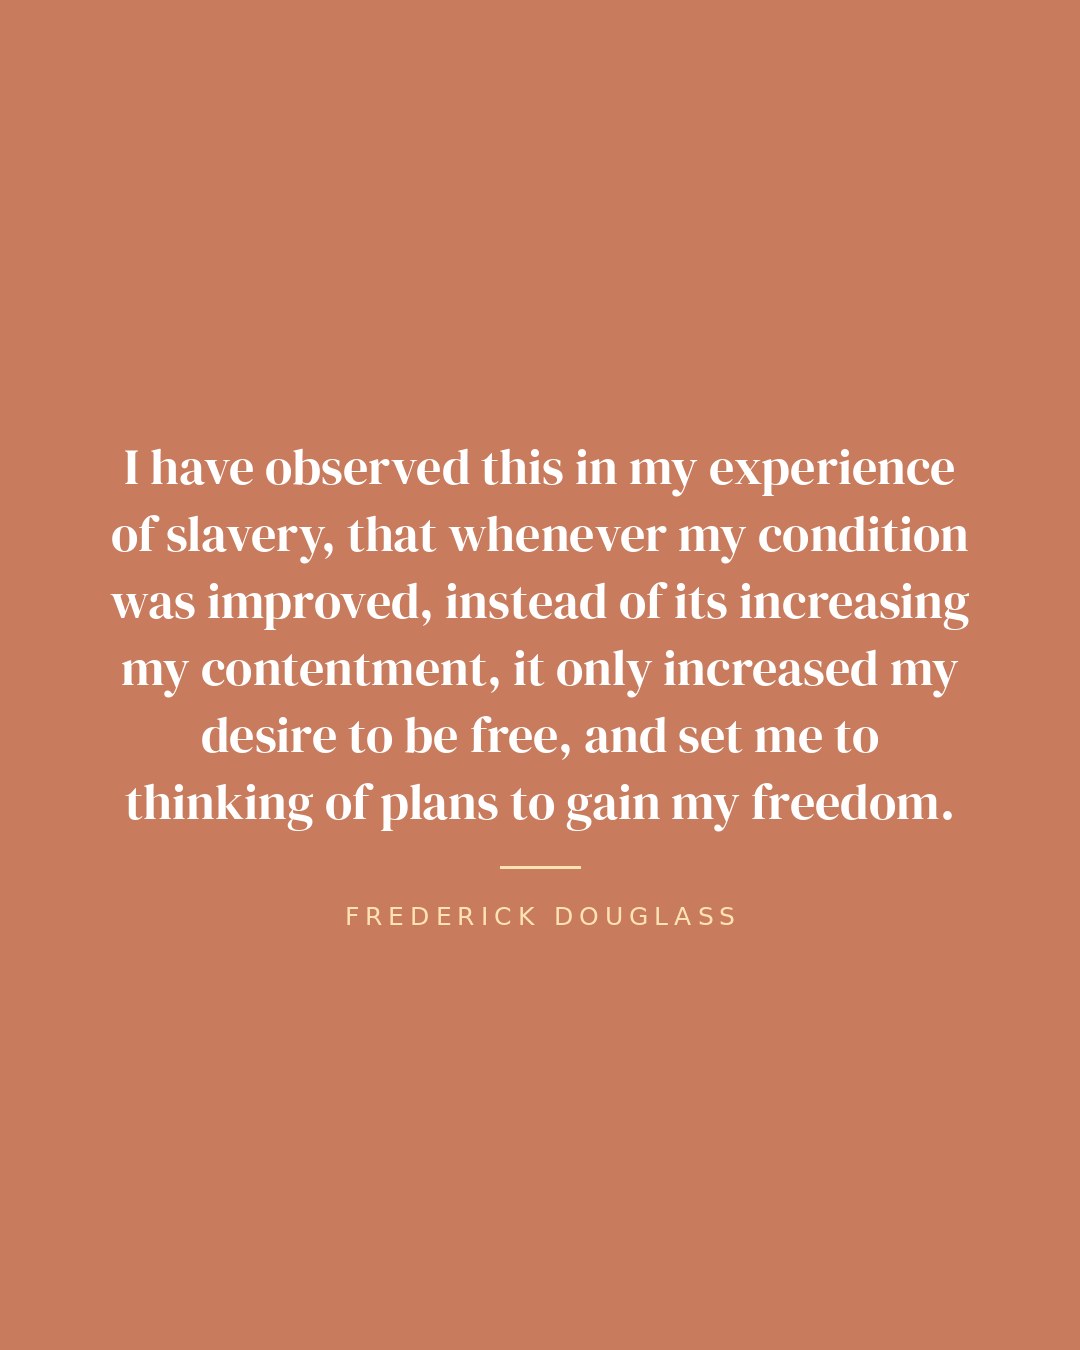 I have observed this in my experience
of slavery, that whenever my condition
was improved, instead of its increasing
my contentment, it only increased my
desire to be free, and set me to
thinking of plans to gain my freedom.
FREDERICK DOUGLASS